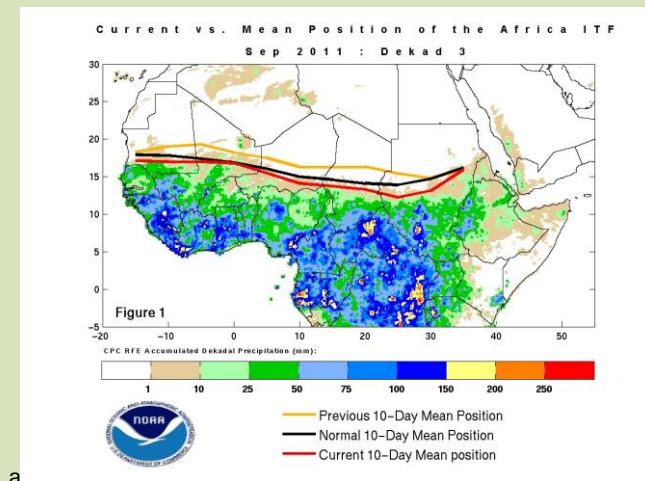 Current vs. Mean Position of the Africa ITF
Sep 2011 : Dekad 3
30
25
20
15
10
5
0
-5
Figure 1
-20 -10 0 10 20 30 40 50
CPC RFE Accumulated Dekadal Precipitation (mm):
1 10 25 50 75 100 150 200 250
NOAA
Previous 10-Day Mean Position
Normal 10-Day Mean Position
Current 10-Day Mean position
a